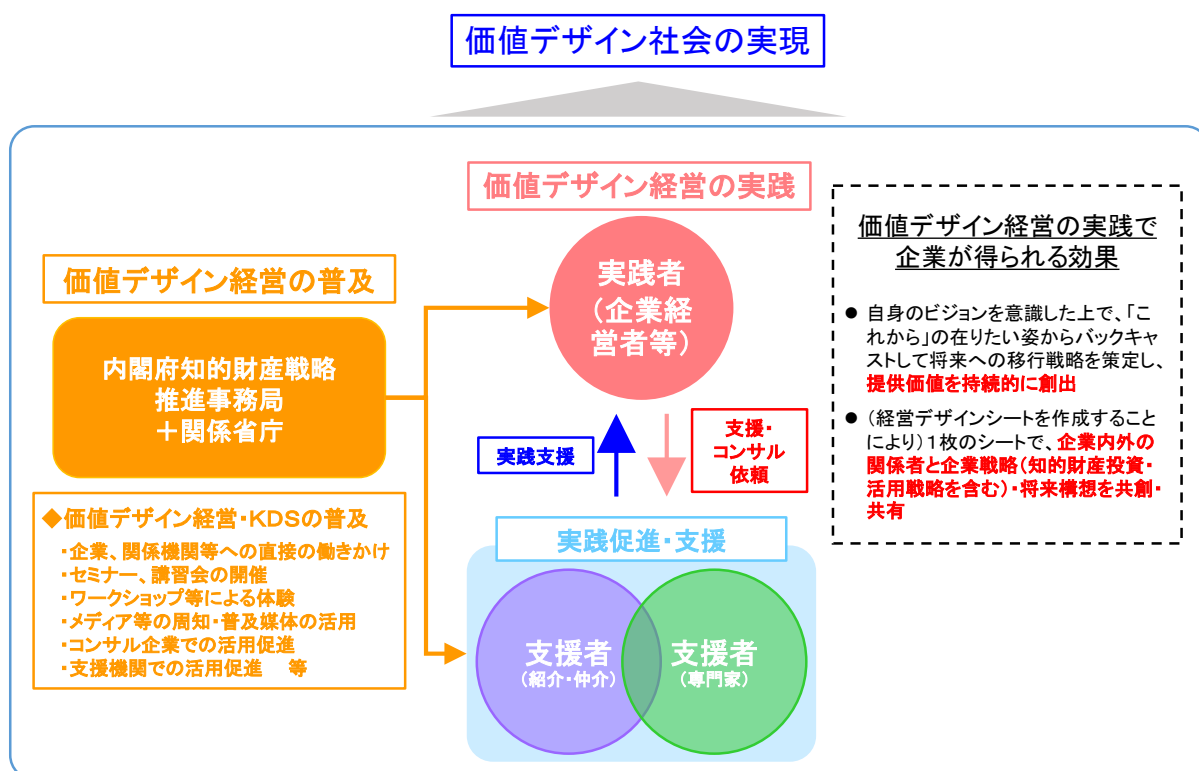 価値デザイン社会の実現
価値デザイン経営の普及
内閣府知的財産戦略
推進事務局
＋関係省庁
◆価値デザイン経営・KDSの普及
・企業、関係機関等への直接の働きかけ
・セミナー、講習会の開催
・ワークショップ等による体験
・メディア等の周知・普及媒体の活用
・コンサル企業での活用促進
・支援機関での活用促進　等
価値デザイン経営の実践
実践者
（企業経
営者等）
実践支援
支援・
コンサル
依頼
実践促進・支援
支援者
（紹介・仲介）
支援者
（専門家）
価値デザイン経営の実践で
企業が得られる効果
● 自身のビジョンを意識した上で、「こ
れから」の在りたい姿からバックキャ
ストして将来への移行戦略を策定し、
提供価値を持続的に創出
● （経営デザインシートを作成すること
により）１枚のシートで、企業内外の
関係者と企業戦略（知的財産投資・
活用戦略を含む）・将来構想を共創・
共有